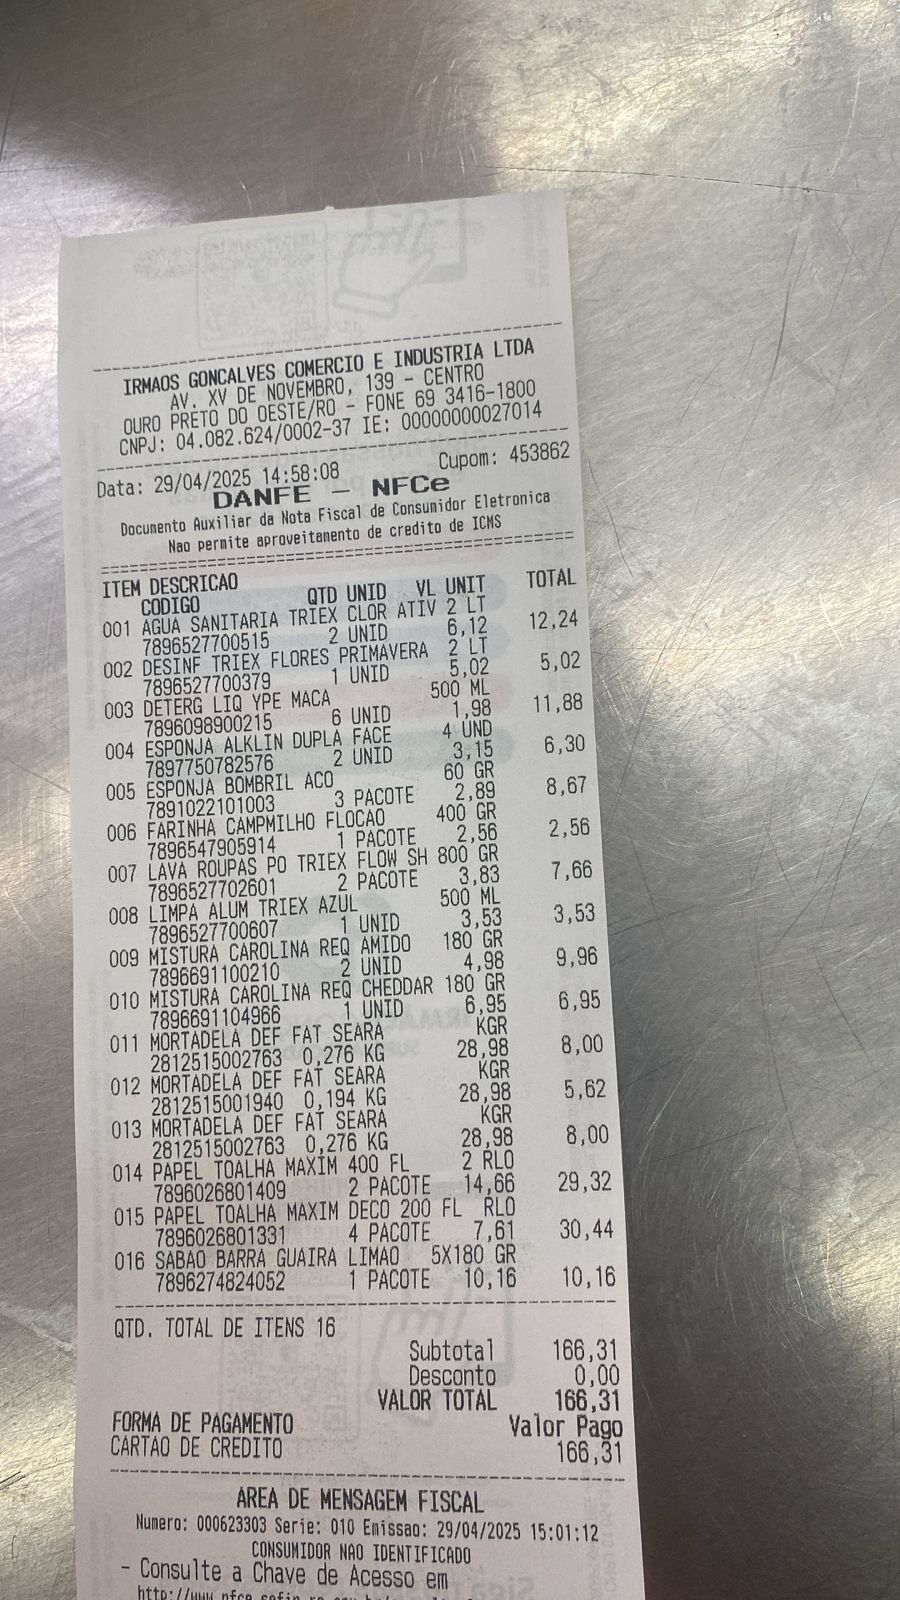 IRMAOS GONCALVES COMERCIO E INDUSTRIA LTDA
AV. XV DE NOVEMBRO, 139 - CENTRO
OURO PRETO DO OESTE/RO - FONE 69 3416-1800
CNPJ: 04.082.624/0002-37 IE: 00000000027014
Data: 29/04/2025 14:58:08 Cupom: 453862
DANFE - NFCe
Documento Auxiliar da Nota Fiscal de Consumidor Eletronica
Nao permite aproveitamento de credito de ICMS
ITEM DESCRICAO
CODIGO QTD UNID VL UNIT TOTAL
001 AGUA SANITARIA TRIEX CLOR ATIV 2 LT
7896527700515 2 UNID 6,12 12,24
002 DESINF TRIEX FLORES PRIMAVERA 2 LT
7896527700379 1 UNID 5,02 5,02
003 DETERG LIQ YPE MACA 500 ML
7896098900215 6 UNID 1,98 11,88
004 ESPONJA ALKLIN DUPLA FACE 4 UND
7897750782576 2 UNID 3,15 6,30
005 ESPONJA BOMBRIL ACO 60 GR
7891022101003 3 PACOTE 2,89 8,67
006 FARINHA CAMPMILHO FLOCAO 400 GR
7896547905914 1 PACOTE 2,56 2,56
007 LAVA ROUPAS PO TRIEX FLOW SH 800 GR
7896527702601 2 PACOTE 3,83 7,66
008 LIMPA ALUM TRIEX AZUL 500 ML
7896527700607 1 UNID 3,53 3,53
009 MISTURA CAROLINA REQ AMIDO 180 GR
7896691100210 2 UNID 4,98 9,96
010 MISTURA CAROLINA REQ CHEDDAR 180 GR
7896691104966 1 UNID 6,95 6,95
011 MORTADELA DEF FAT SEARA KGR
2812515002763 0,276 KG 28,98 8,00
012 MORTADELA DEF FAT SEARA KGR
2812515001940 0,194 KG 28,98 5,62
013 MORTADELA DEF FAT SEARA KGR
2812515002763 0,276 KG 28,98 8,00
014 PAPEL TOALHA MAXIM 400 FL 2 RLO
7896026801409 2 PACOTE 14,66 29,32
015 PAPEL TOALHA MAXIM DECO 200 FL RLO
7896026801331 4 PACOTE 7,61 30,44
016 SABAO BARRA GUAIRA LIMAO 5X180 GR
7896274824052 1 PACOTE 10,16 10,16
QTD. TOTAL DE ITENS 16
Subtotal 166,31
Desconto 0,00
VALOR TOTAL 166,31
FORMA DE PAGAMENTO Valor Pago
CARTAO DE CREDITO 166,31
AREA DE MENSAGEM FISCAL
Numero: 000623303 Serie: 010 Emissao: 29/04/2025 15:01:12
CONSUMIDOR NAO IDENTIFICADO
- Consulte a Chave de Acesso em